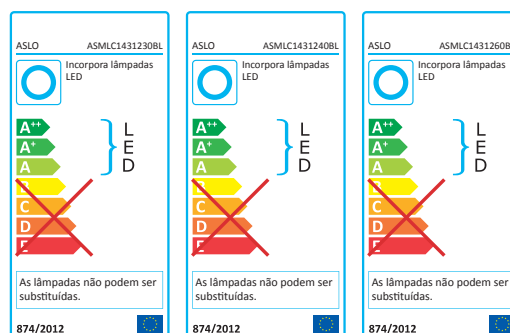 ASLO ASMLC1431230BL
Incorpora lâmpadas
LED
A++
A+
A
B
C
D
E
L
E
D
As lâmpadas não podem ser
substituídas.
874/2012
ASLO ASMLC1431240BL
Incorpora lâmpadas
LED
A++
A+
A
B
C
D
E
L
E
D
As lâmpadas não podem ser
substituídas.
874/2012
ASLO ASMLC1431260B
Incorpora lâmpadas
LED
A++
A+
A
B
C
D
E
L
E
D
As lâmpadas não podem ser
substituídas.
874/2012